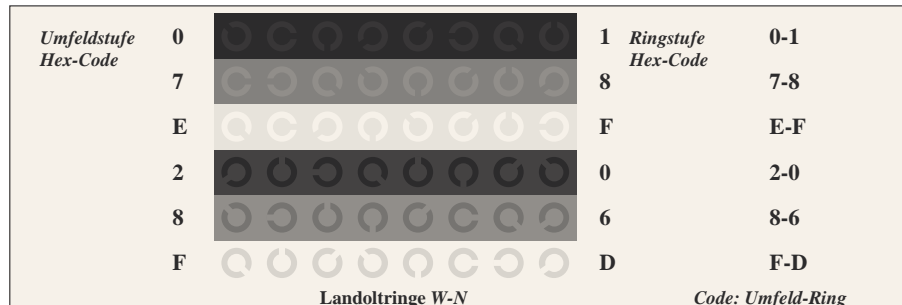 Umfeldstufe 0 1 Ringstufe 0-1
Hex-Code Hex-Code
7 8 7-8
E F E-F
2 0 2-0
8 6 8-6
F D F-D
Landoltringe W-N Code: Umfeld-Ring